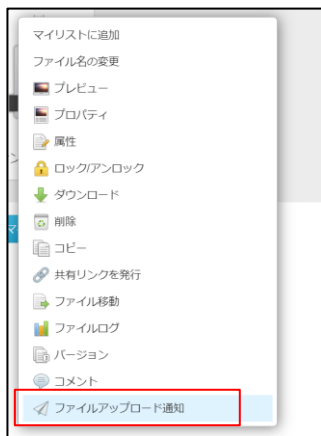 マイリストに追加
ファイル名の変更
プレビュー
プロパティ
属性
ロック/アンロック
ダウンロード
削除
コピー
共有リンクを発行
ファイル移動
ファイルログ
バージョン
コメント
ファイルアップロード通知